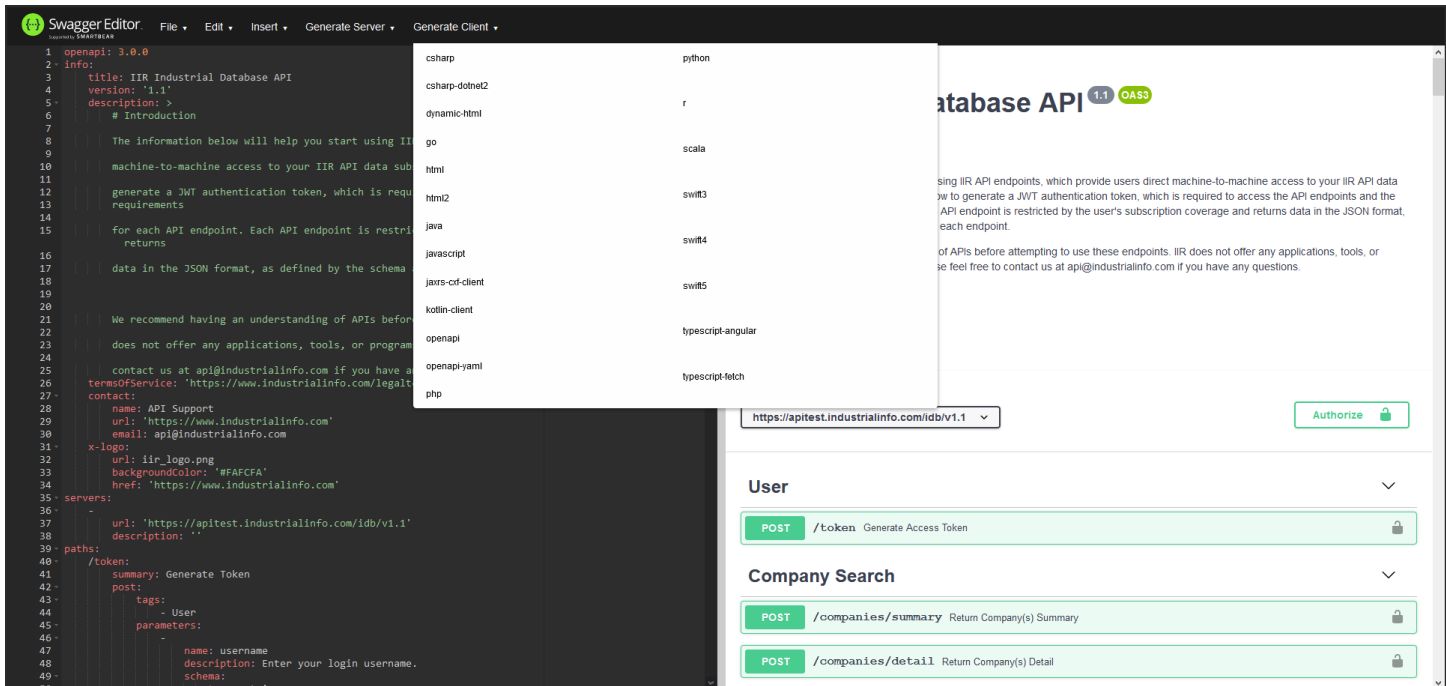 Swagger Editor.
Supported by SMARTBEAR
File
Edit
Insert
Generate Server
Generate Client
1 openapi: 3.0.0
2 info:
3 title: IIR Industrial Database API
4 version: '1.1'
5 description: >
6 # Introduction
7
8 The information below will help you start using IIR
9
10 machine-to-machine access to your IIR API data sub
11
12 generate a JWT authentication token, which is requi
13 requirements
14
15 for each API endpoint. Each API endpoint is restri
returns
16
17 data in the JSON format, as defined by the schema
18
19
20
21 We recommend having an understanding of APIs befor
22
23 does not offer any applications, tools, or program
24
25 contact us at api@industrialinfo.com if you have a
26 termsOfService: 'https://www.industrialinfo.com/legalt
27 contact:
28 name: API Support
29 url: 'https://www.industrialinfo.com'
30 email: api@industrialinfo.com
31 x-logo:
32 url: iir_logo.png
33 backgroundColor: '#FAFCFA'
34 href: 'https://www.industrialinfo.com'
35 servers:
36 -
37 url: 'https://apitest.industrialinfo.com/idb/v1.1'
38 description: ''
39 paths:
40 /token:
41 summary: Generate Token
42 post:
43 tags:
44 - User
45 parameters:
46 -
47 name: username
48 description: Enter your login username.
49 schema:
csharp
csharp-dotnet2
dynamic-html
go
html
html2
java
javascript
jaxrs-cxf-client
kotlin-client
openapi
openapi-yaml
php
python
r
scala
swift3
swift4
swift5
typescript-angular
typescript-fetch
atabase API 1.1 OAS3
sing IIR API endpoints, which provide users direct machine-to-machine access to your IIR API data
ow to generate a JWT authentication token, which is required to access the API endpoints and the
API endpoint is restricted by the user's subscription coverage and returns data in the JSON format,
each endpoint.
of APIs before attempting to use these endpoints. IIR does not offer any applications, tools, or
se feel free to contact us at api@industrialinfo.com if you have any questions.
https://apitest.industrialinfo.com/idb/v1.1
Authorize
User
POST /token Generate Access Token
Company Search
POST /companies/summary Return Company(s) Summary
POST /companies/detail Return Company(s) Detail